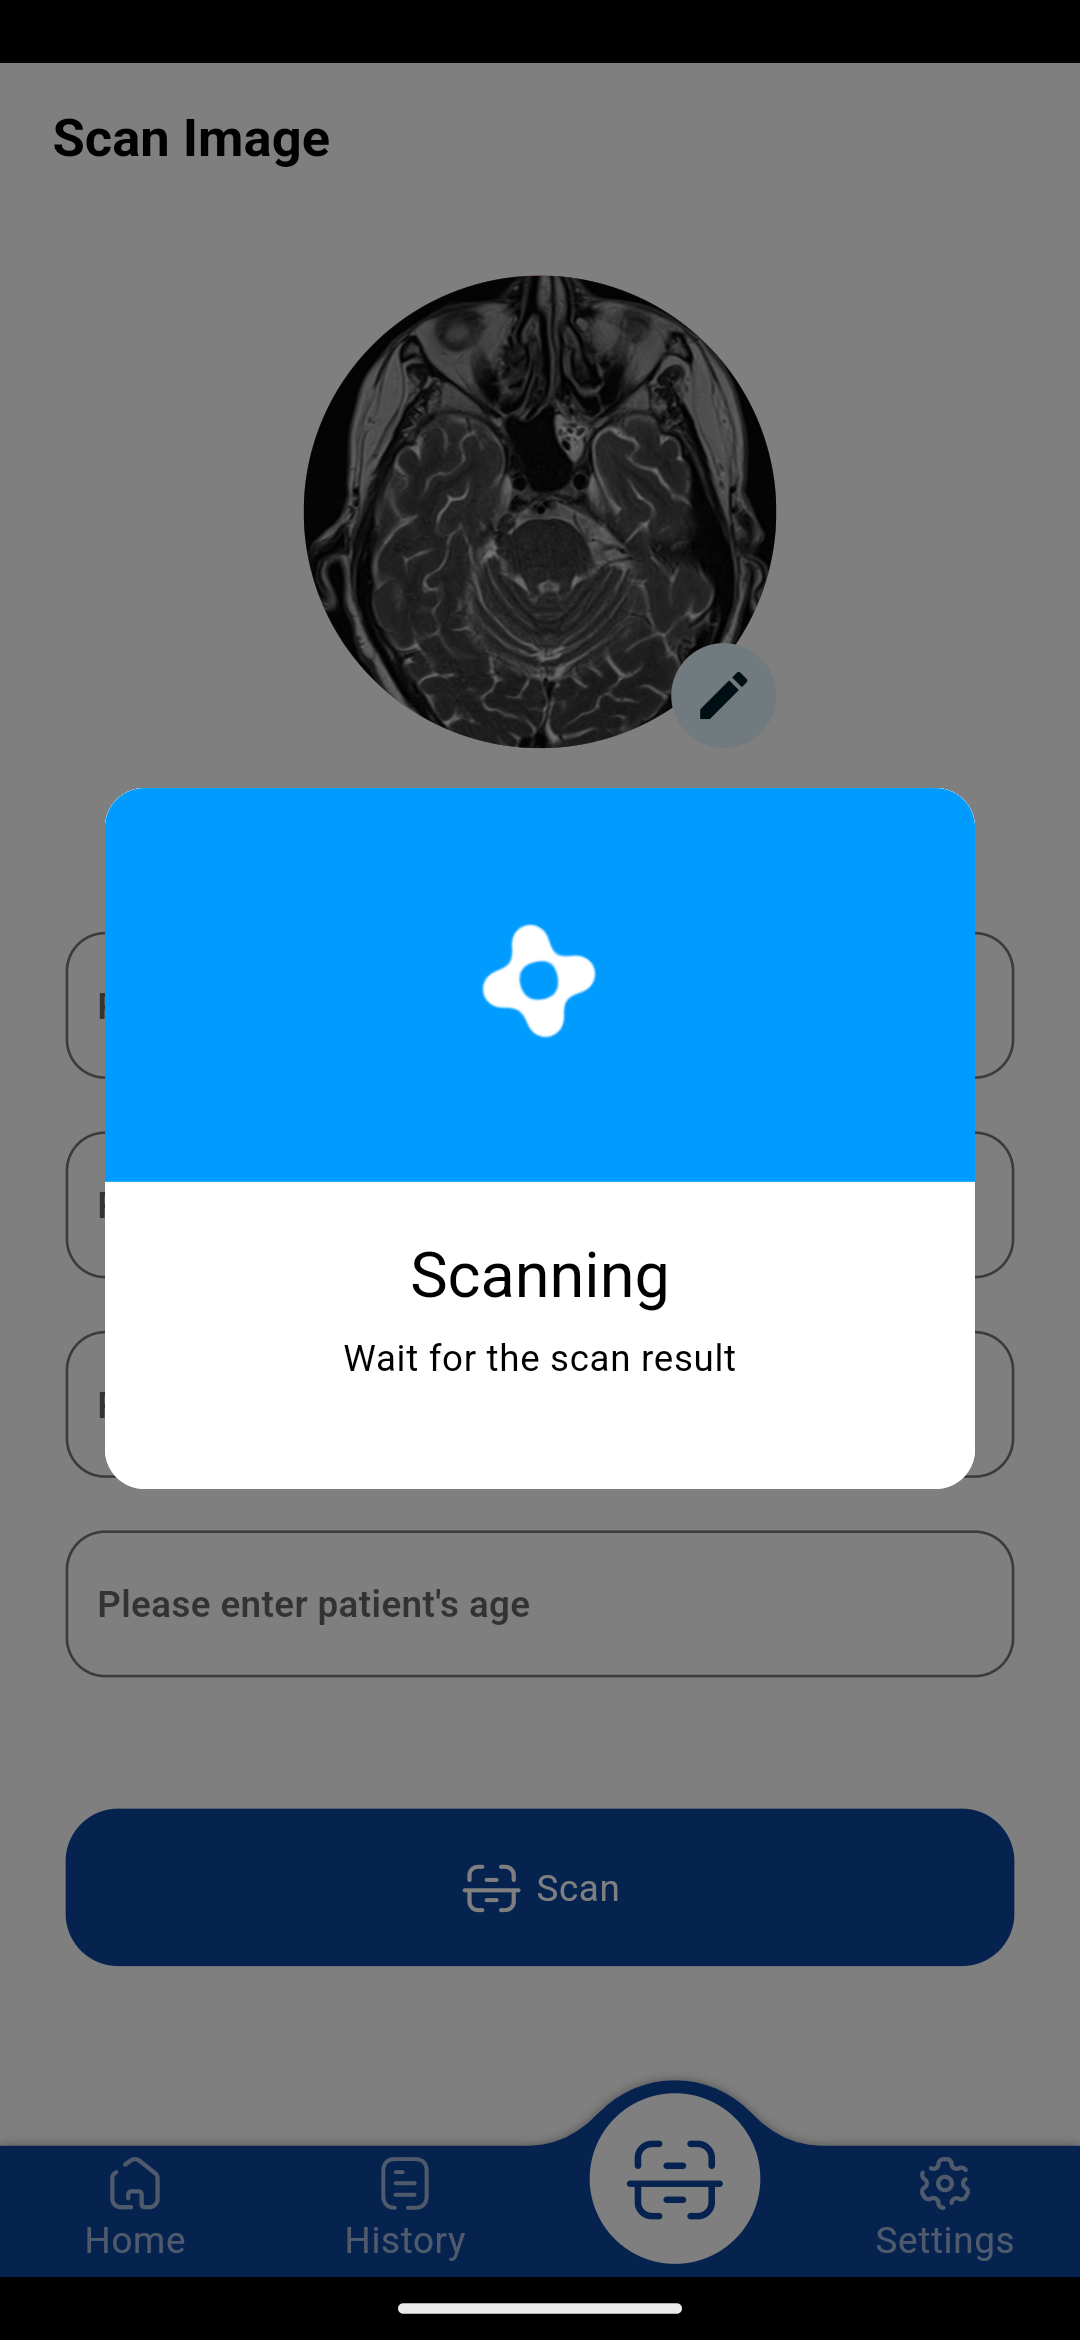 Scan Image
Scanning
Wait for the scan result
Please enter patient's age
Scan
Home
History
Settings